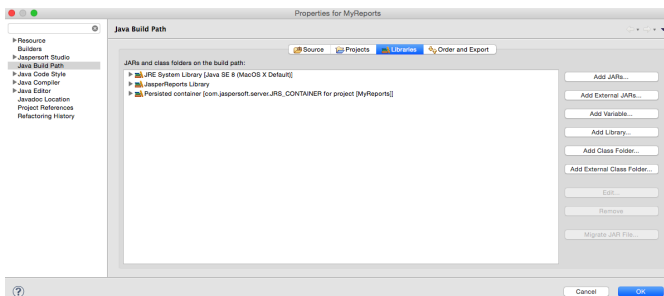 Properties for MyReports
Java Build Path
Resource
Builders
Jaspersoft Studio
Java Build Path
Java Code Style
Java Compiler
Java Editor
Javadoc Location
Project References
Refactoring History
Source Projects Libraries Order and Export
JARs and class folders on the build path:
JRE System Library [Java SE 8 (MacOS X Default)]
JasperReports Library
Persisted container [com.jaspersoft.server.JRS_CONTAINER for project [MyReports]]
Add JARs...
Add External JARs...
Add Variable...
Add Library...
Add Class Folder...
Add External Class Folder...
Edit...
Remove
Migrate JAR File...
?
Cancel OK